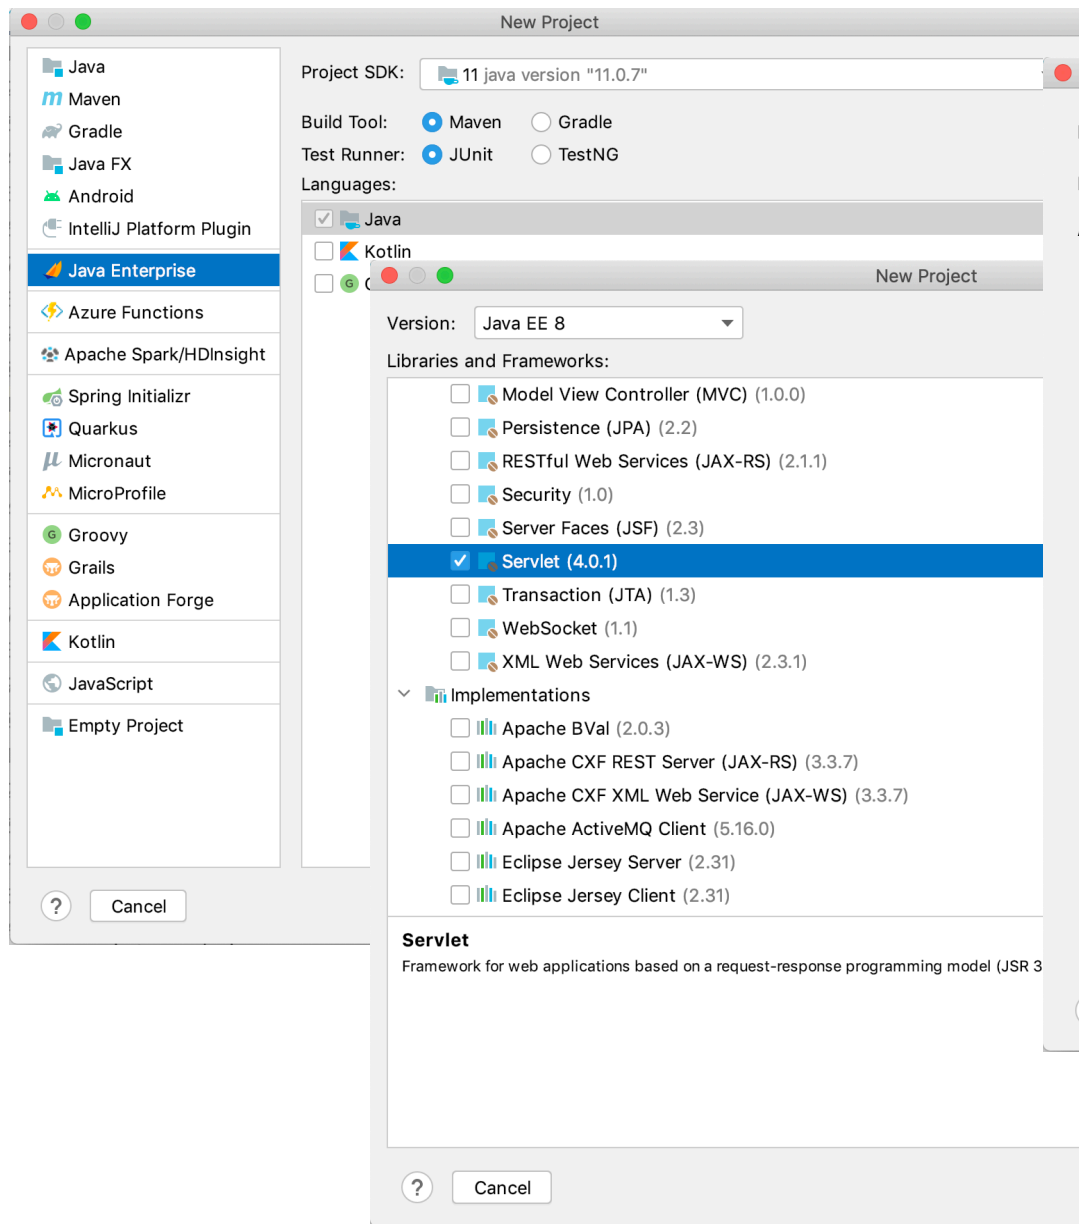 New Project
Java
Maven
Gradle
Java FX
Android
IntelliJ Platform Plugin
Java Enterprise
Azure Functions
Apache Spark/HDInsight
Spring Initializr
Quarkus
Micronaut
MicroProfile
Groovy
Grails
Application Forge
Kotlin
JavaScript
Empty Project
? Cancel
Project SDK: 11 java version "11.0.7"
Build Tool: Maven Gradle
Test Runner: JUnit TestNG
Languages:
Java
Kotlin
G
New Project
Version: Java EE 8
Libraries and Frameworks:
Model View Controller (MVC) (1.0.0)
Persistence (JPA) (2.2)
RESTful Web Services (JAX-RS) (2.1.1)
Security (1.0)
Server Faces (JSF) (2.3)
Servlet (4.0.1)
Transaction (JTA) (1.3)
WebSocket (1.1)
XML Web Services (JAX-WS) (2.3.1)
Implementations
Apache BVal (2.0.3)
Apache CXF REST Server (JAX-RS) (3.3.7)
Apache CXF XML Web Service (JAX-WS) (3.3.7)
Apache ActiveMQ Client (5.16.0)
Eclipse Jersey Server (2.31)
Eclipse Jersey Client (2.31)
Servlet
Framework for web applications based on a request-response programming model (JSR 3
? Cancel